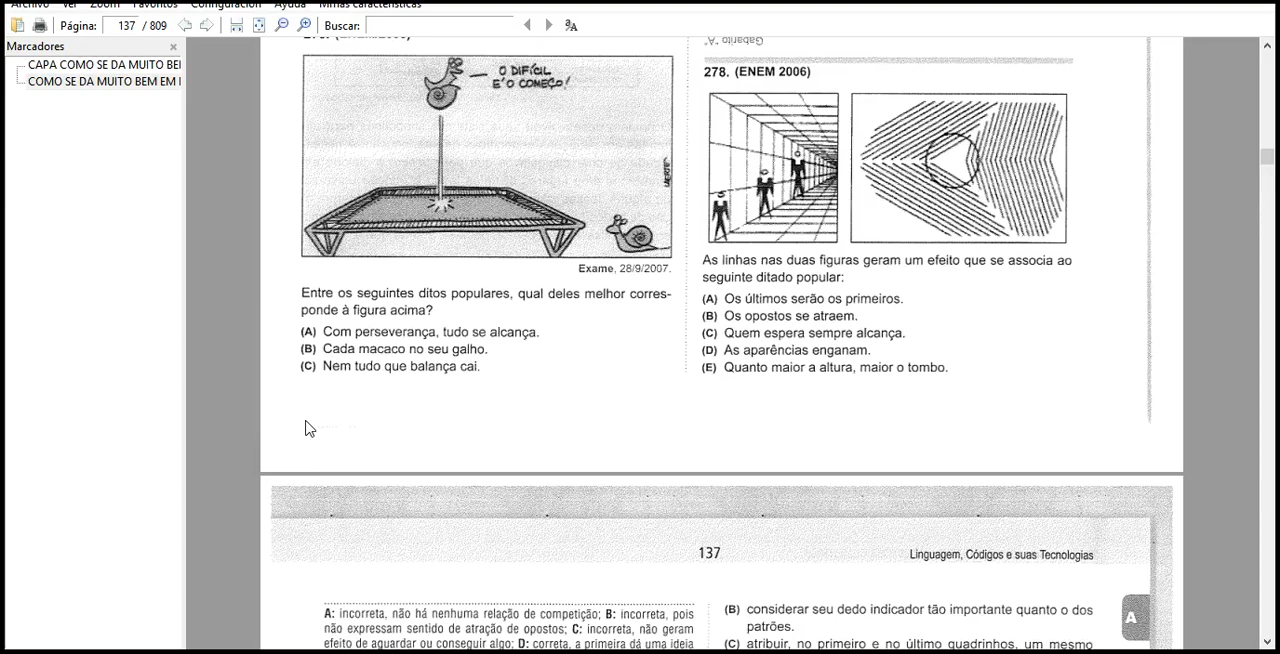 Arquivo Ver Zoom Favoritos Configuração Ajuda Minhas características
Página: 137 / 809 Buscar:
Marcadores
CAPA COMO SE DA MUITO BE
COMO SE DA MUITO BEM EM
O DIFÍCIL
É O COMEÇO!
LAERTE
Exame, 28/9/2007.
Entre os seguintes ditos populares, qual deles melhor corres-
ponde à figura acima?
(A) Com perseverança, tudo se alcança.
(B) Cada macaco no seu galho.
(C) Nem tudo que balança cai.
Gabarito "A".
278. (ENEM 2006)
As linhas nas duas figuras geram um efeito que se associa ao
seguinte ditado popular:
(A) Os últimos serão os primeiros.
(B) Os opostos se atraem.
(C) Quem espera sempre alcança.
(D) As aparências enganam.
(E) Quanto maior a altura, maior o tombo.
137
Linguagem, Códigos e suas Tecnologias
A: incorreta, não há nenhuma relação de competição; B: incorreta, pois
não expressam sentido de atração de opostos; C: incorreta, não geram
efeito de aguardar ou conseguir algo; D: correta, a primeira dá uma ideia
(B) considerar seu dedo indicador tão importante quanto o dos
patrões.
(C) atribuir, no primeiro e no último quadrinhos, um mesmo
A